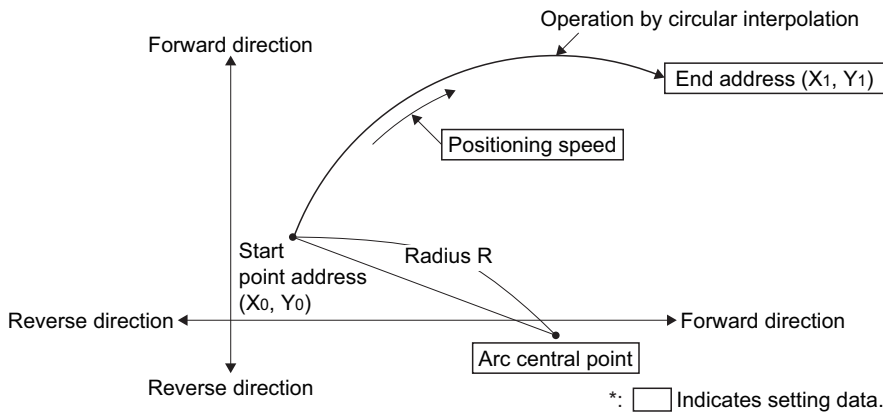 Operation by circular interpolation
Forward direction
End address (X1, Y1)
Positioning speed
Start
point address
(X0, Y0)
Radius R
Reverse direction
Forward direction
Arc central point
Reverse direction
*: Indicates setting data.